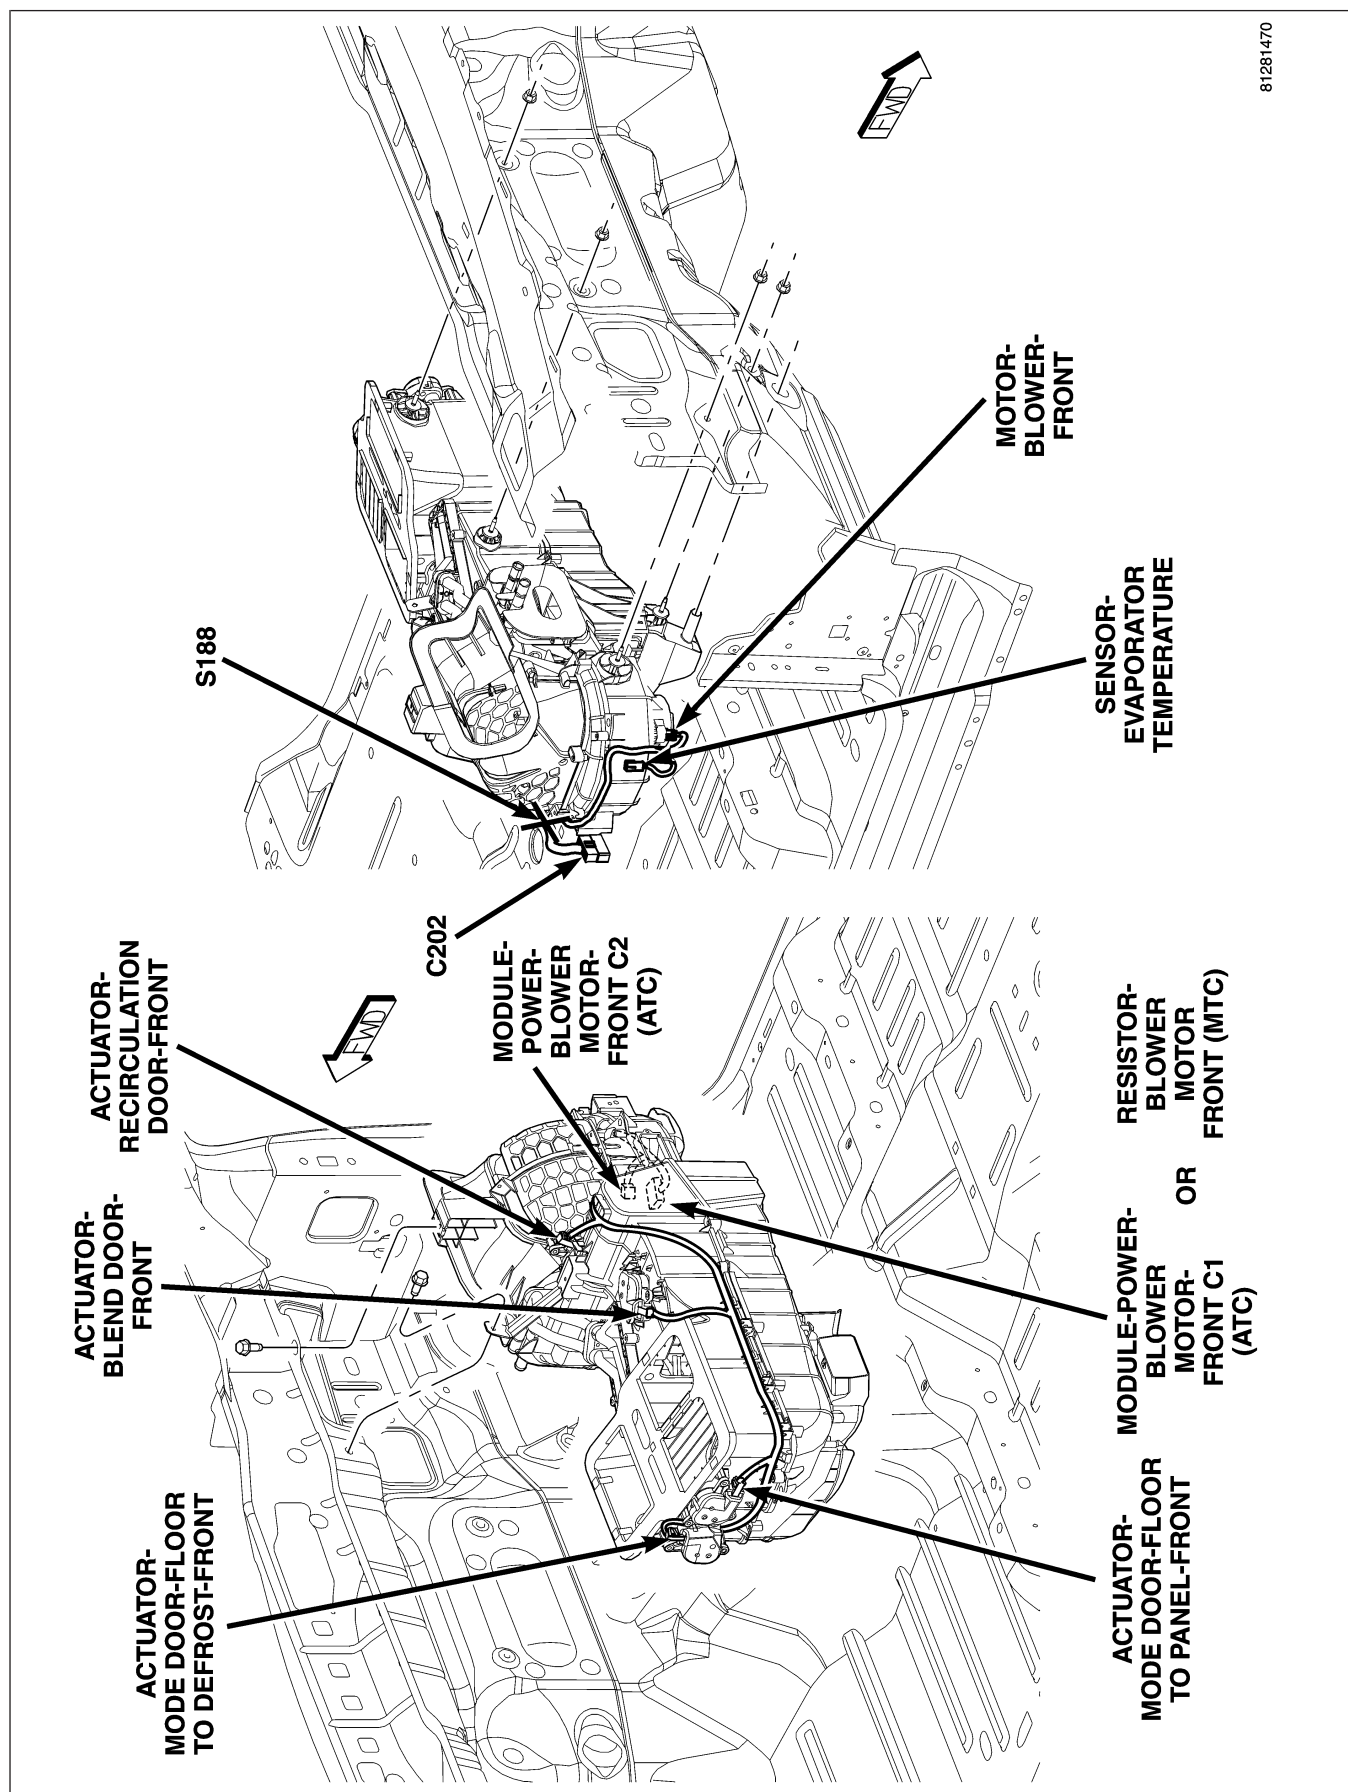 ACTUATOR-
MODE DOOR-FLOOR
TO DEFROST-FRONT
ACTUATOR-
BLEND DOOR-
FRONT
ACTUATOR-
RECIRCULATION
DOOR-FRONT
FWD
MODULE-
POWER-
BLOWER
MOTOR-
FRONT C2
(ATC)
ACTUATOR-
MODE DOOR-FLOOR
TO PANEL-FRONT
MODULE-POWER-
BLOWER
MOTOR-
FRONT C1
(ATC)
OR
RESISTOR-
BLOWER
MOTOR
FRONT (MTC)
C202
S188
SENSOR-
EVAPORATOR
TEMPERATURE
MOTOR-
BLOWER-
FRONT
FWD
81281470